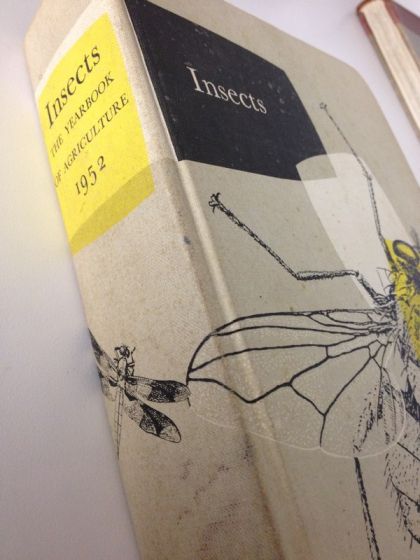 Insects
THE YEARBOOK
OF AGRICULTURE
1952
Insects